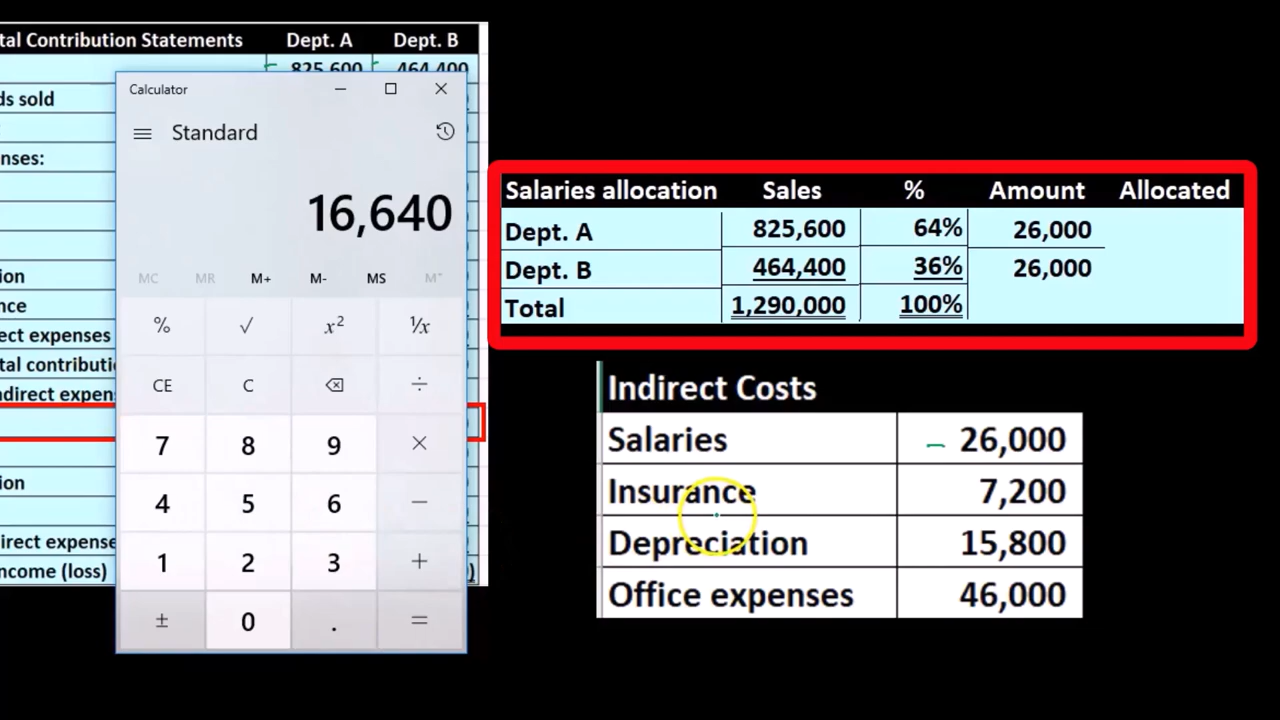 tal Contribution Statements Dept. A Dept. B
825,600 464,400
ds sold
nses:
ion
nce
ect expenses
tal contributi
ndirect expen
ion
irect expense
ncome (loss) )
Calculator
Standard
16,640
MC MR M+ M- MS M˅
% √ x² ¹/x
CE C ÷
7 8 9 ×
4 5 6 −
1 2 3 +
± 0 . =
Salaries allocation Sales % Amount Allocated
Dept. A 825,600 64% 26,000
Dept. B 464,400 36% 26,000
Total 1,290,000 100%
Indirect Costs
Salaries 26,000
Insurance 7,200
Depreciation 15,800
Office expenses 46,000